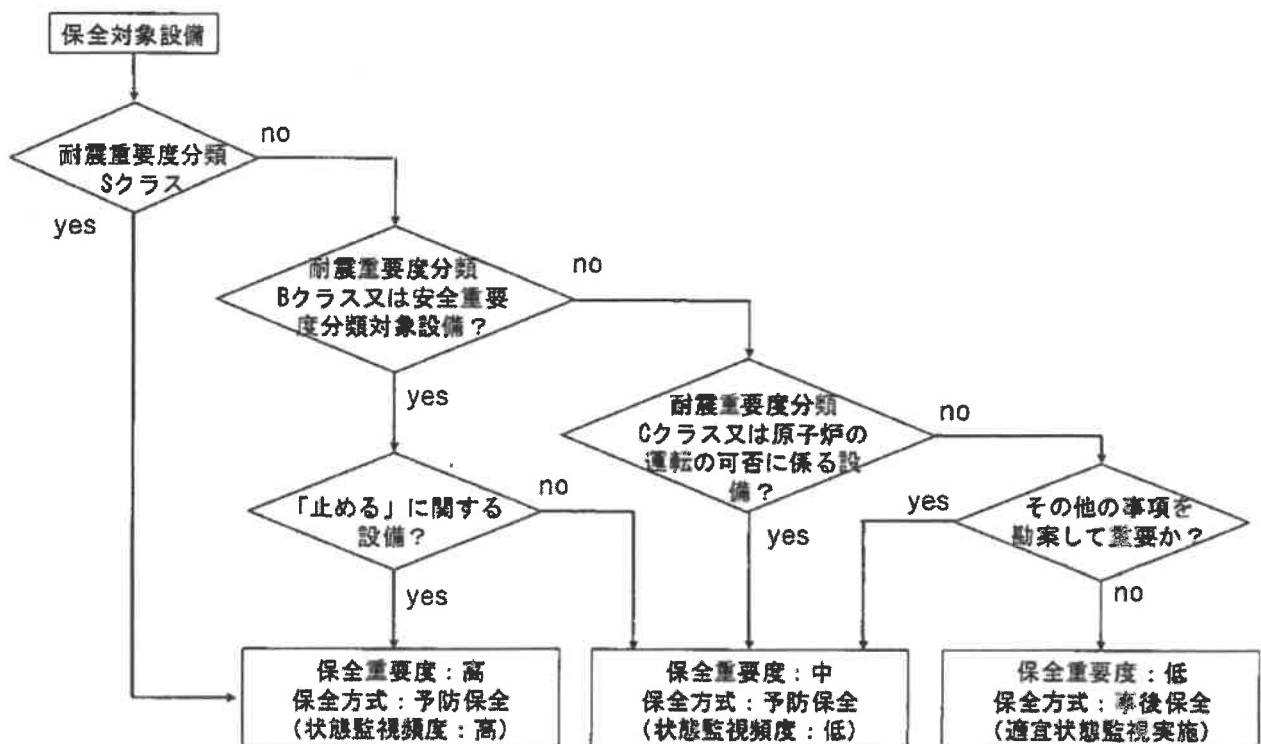 保全対象設備
耐震重要度分類
Sクラス
no
yes
耐震重要度分類
Bクラス又は安全重要
度分類対象設備？
no
yes
耐震重要度分類
Cクラス又は原子炉の
運転の可否に係る設
備？
no
yes
「止める」に関する
設備？
no
yes
その他の事項を
勘案して重要か？
yes
no
保全重要度：高
保全方式：予防保全
(状態監視頻度：高)
保全重要度：中
保全方式：予防保全
(状態監視頻度：低)
保全重要度：低
保全方式：事後保全
(適宜状態監視実施)